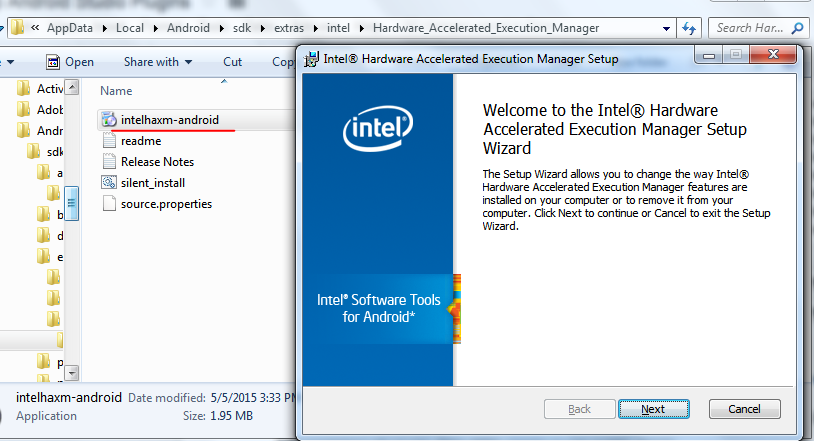 « AppData ▸ Local ▸ Android ▸ sdk ▸ extras ▸ intel ▸ Hardware_Accelerated_Execution_Manager
Search Har...
Open
Share with
Name
Activ
Adob
Andr
sdk
a
b
d
e
p
intelhaxm-android
readme
Release Notes
silent_install
source.properties
intelhaxm-android Date modified: 5/5/2015 3:33 PM
Application Size: 1.95 MB
Intel® Hardware Accelerated Execution Manager Setup
intel®
Intel® Software Tools
for Android*
Welcome to the Intel® Hardware
Accelerated Execution Manager Setup
Wizard
The Setup Wizard allows you to change the way Intel®
Hardware Accelerated Execution Manager features are
installed on your computer or to remove it from your
computer. Click Next to continue or Cancel to exit the Setup
Wizard.
Back
Next
Cancel